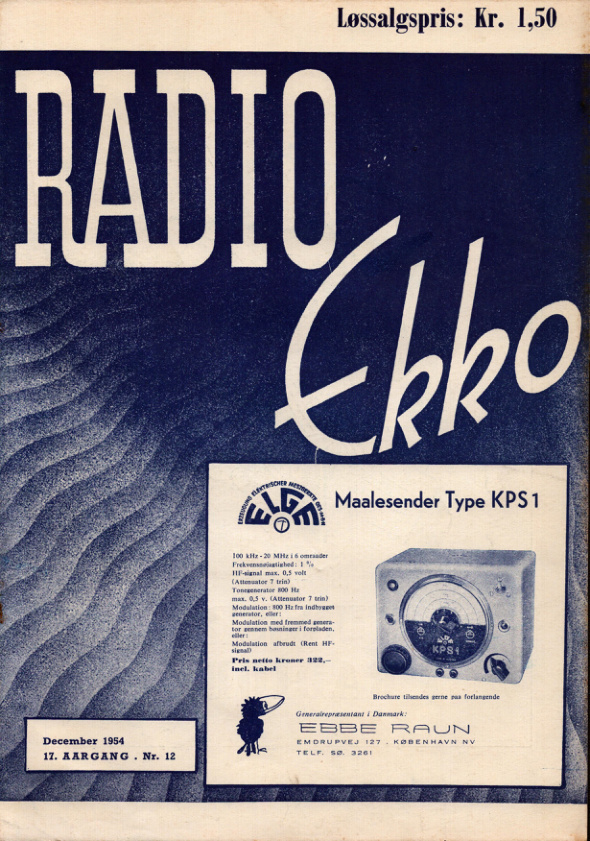 Løssalgspris: Kr. 1,50
RADIO
Ekko
ELGE
Maalesender Type KPS 1
100 kHz - 20 MHz i 6 omraader
Frekvensnøjagtighed: 1 %
HF-signal max. 0,5 volt
(Attenuator 7 trin)
Tonegenerator 800 Hz
max. 0,5 v. (Attenuator 7 trin)
Modulation: 800 Hz fra indbygget
generator, eller:
Modulation med fremmed genera-
tor gennem bøsninger i forpladen,
eller:
Modulation afbrudt (Rent HF-
signal)
Pris netto kroner 322,–
incl. kabel
KPS 1
Brochure tilsendes gerne paa forlangende
Generalrepræsentant i Danmark:
EBBE RAUN
EMDRUPVEJ 127 . KØBENHAVN NV
TELF. SØ. 3261
December 1954
17. AARGANG . Nr. 12